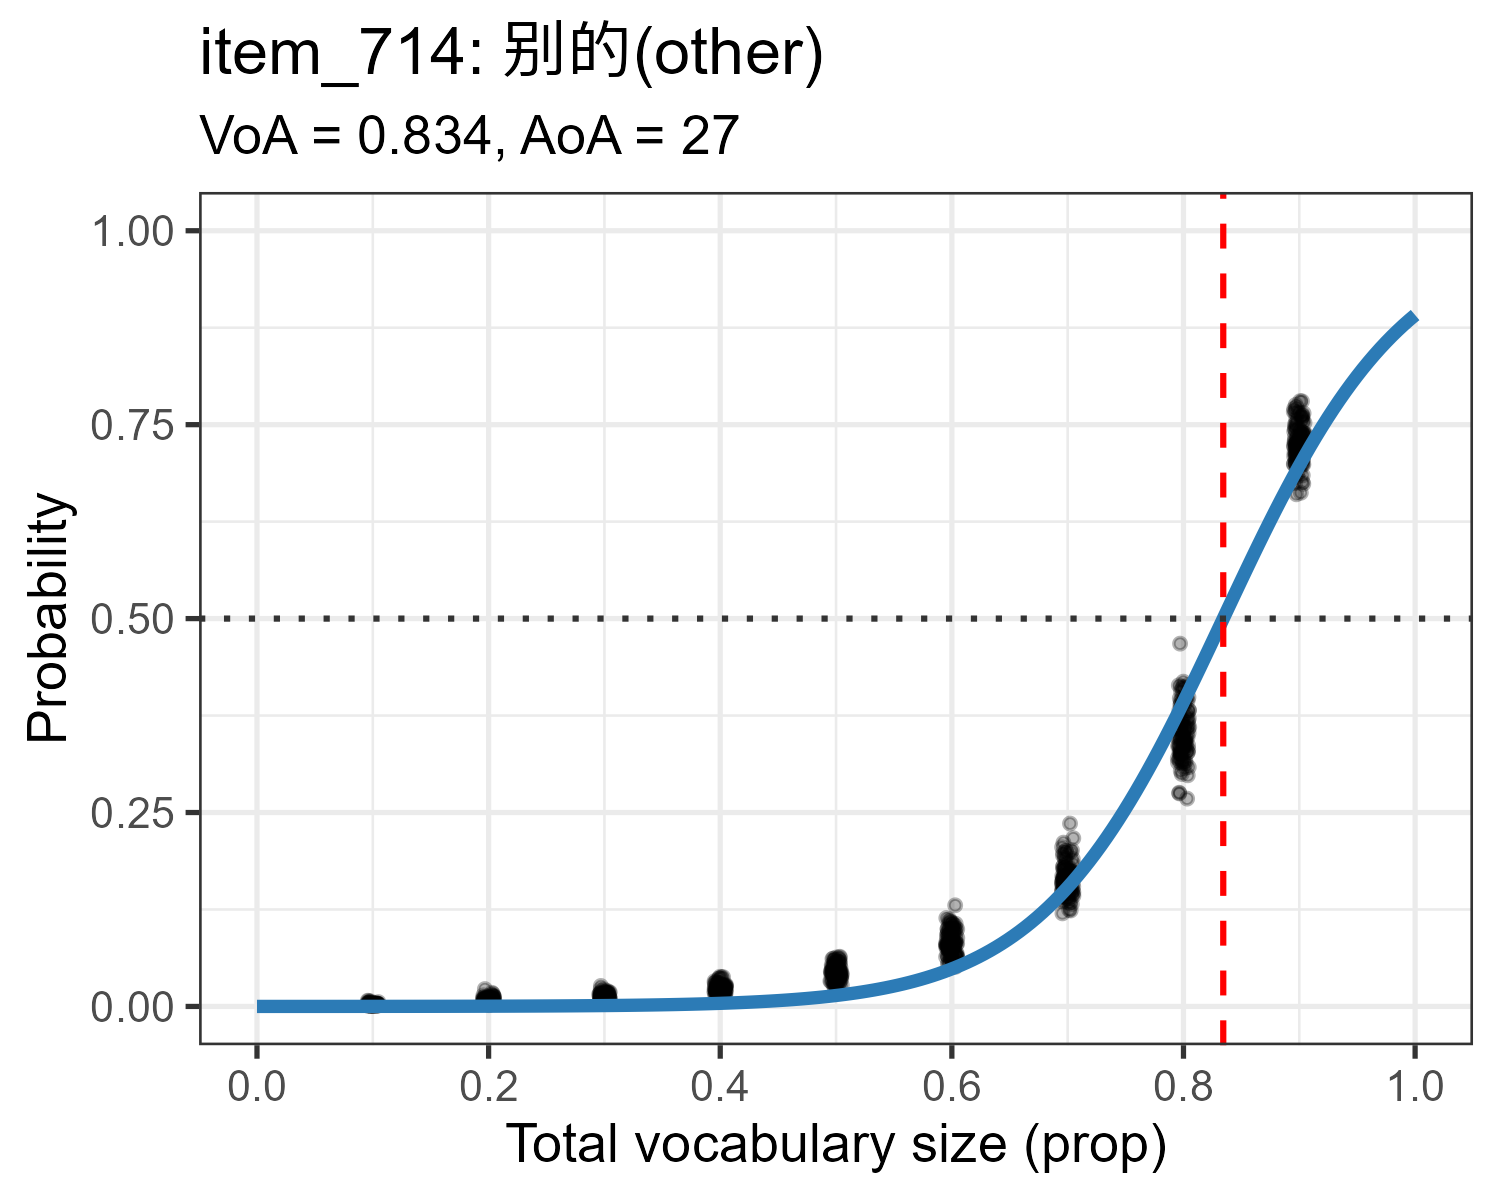 item_714: 别的(other)
VoA = 0.834, AoA = 27
1.00
0.75
0.50
0.25
0.00
Probability
0.0 0.2 0.4 0.6 0.8 1.0
Total vocabulary size (prop)